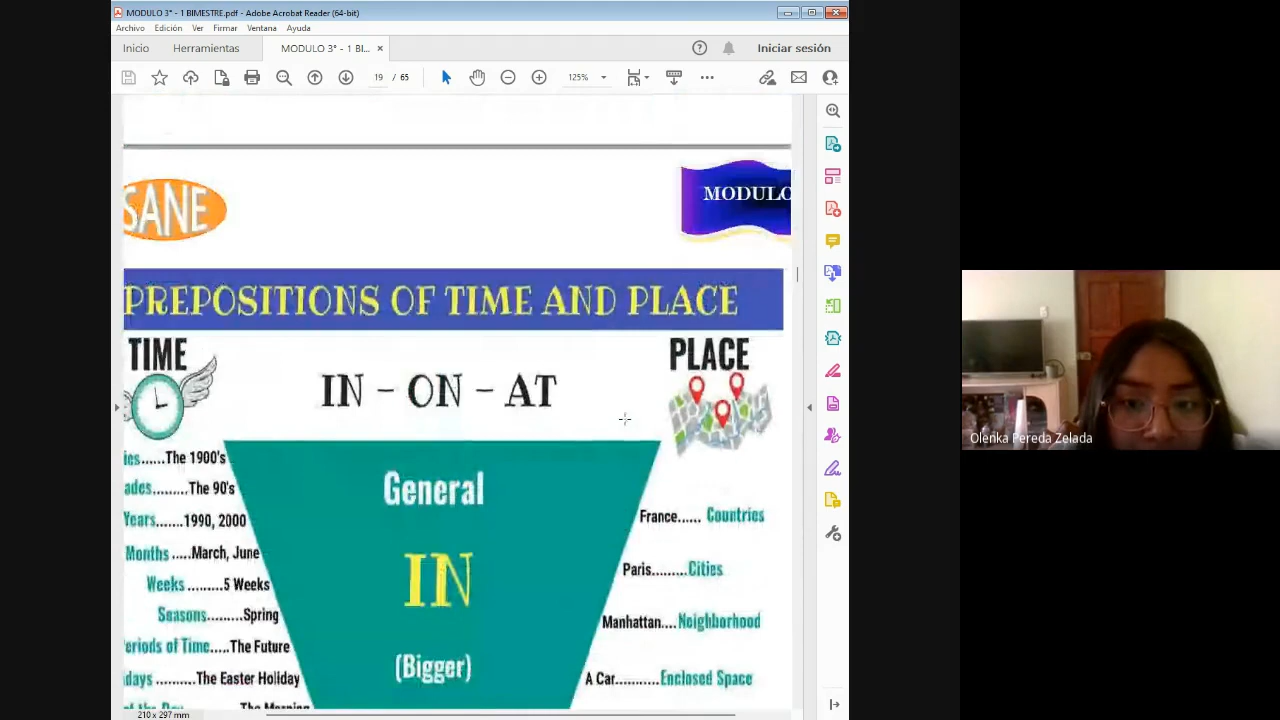 MODULO 3° - 1 BIMESTRE.pdf - Adobe Acrobat Reader (64-bit)
Archivo Edición Ver Firmar Ventana Ayuda
Inicio Herramientas MODULO 3° - 1 BI... × Iniciar sesión
19 / 65 125%
SANE
MODULO
PREPOSITIONS OF TIME AND PLACE
TIME
PLACE
IN - ON - AT
ies......The 1900's
ades.........The 90's
Years.......1990, 2000
Months .....March, June
Weeks .........5 Weeks
Seasons.........Spring
eriods of Time.....The Future
days ..........The Easter Holiday
of the Day ..........The Morning
General
IN
(Bigger)
France...... Countries
Paris.........Cities
Manhattan....Neighborhood
A Car...........Enclosed Space
210 x 297 mm
Olenka Pereda Zelada